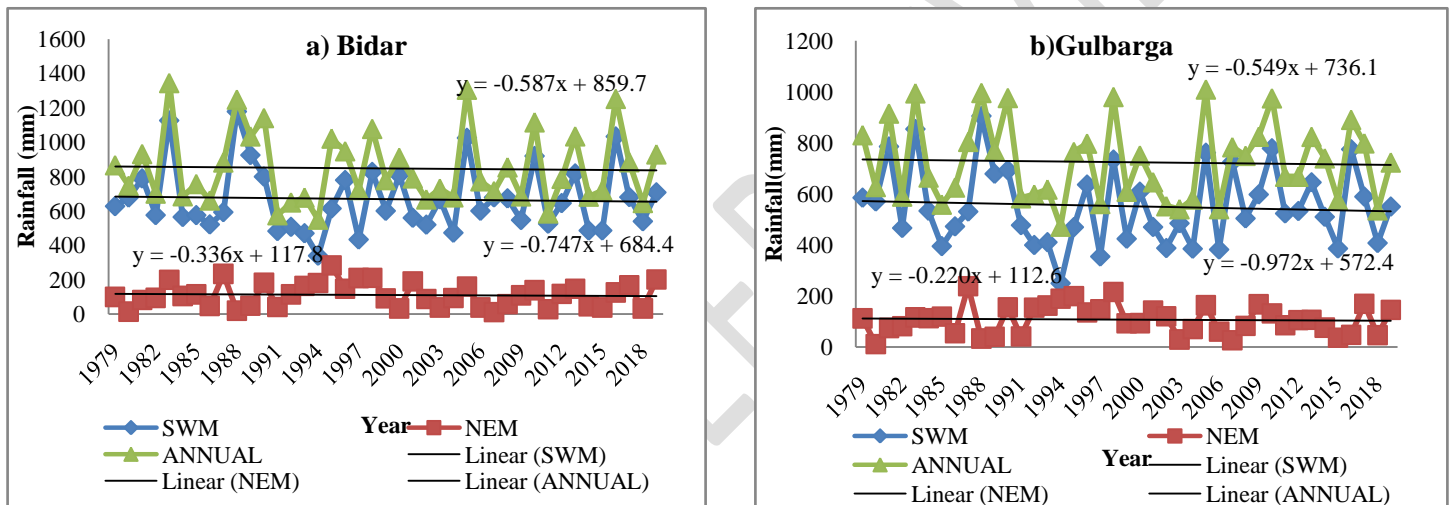 a) Bidar
1600
1400
1200
1000
800
600
400
200
0
Rainfall (mm)
y = -0.587x + 859.7
y = -0.336x + 117.8
y = -0.747x + 684.4
1979
1982
1985
1988
1991
1994
1997
2000
2003
2006
2009
2012
2015
2018
Year
SWM
NEM
ANNUAL
Linear (SWM)
Linear (NEM)
Linear (ANNUAL)
b)Gulbarga
1200
1000
800
600
400
200
0
Rainfall(mm)
y = -0.549x + 736.1
y = -0.220x + 112.6
y = -0.972x + 572.4
1979
1982
1985
1988
1991
1994
1997
2000
2003
2006
2009
2012
2015
2018
Year
SWM
NEM
ANNUAL
Linear (SWM)
Linear (NEM)
Linear (ANNUAL)